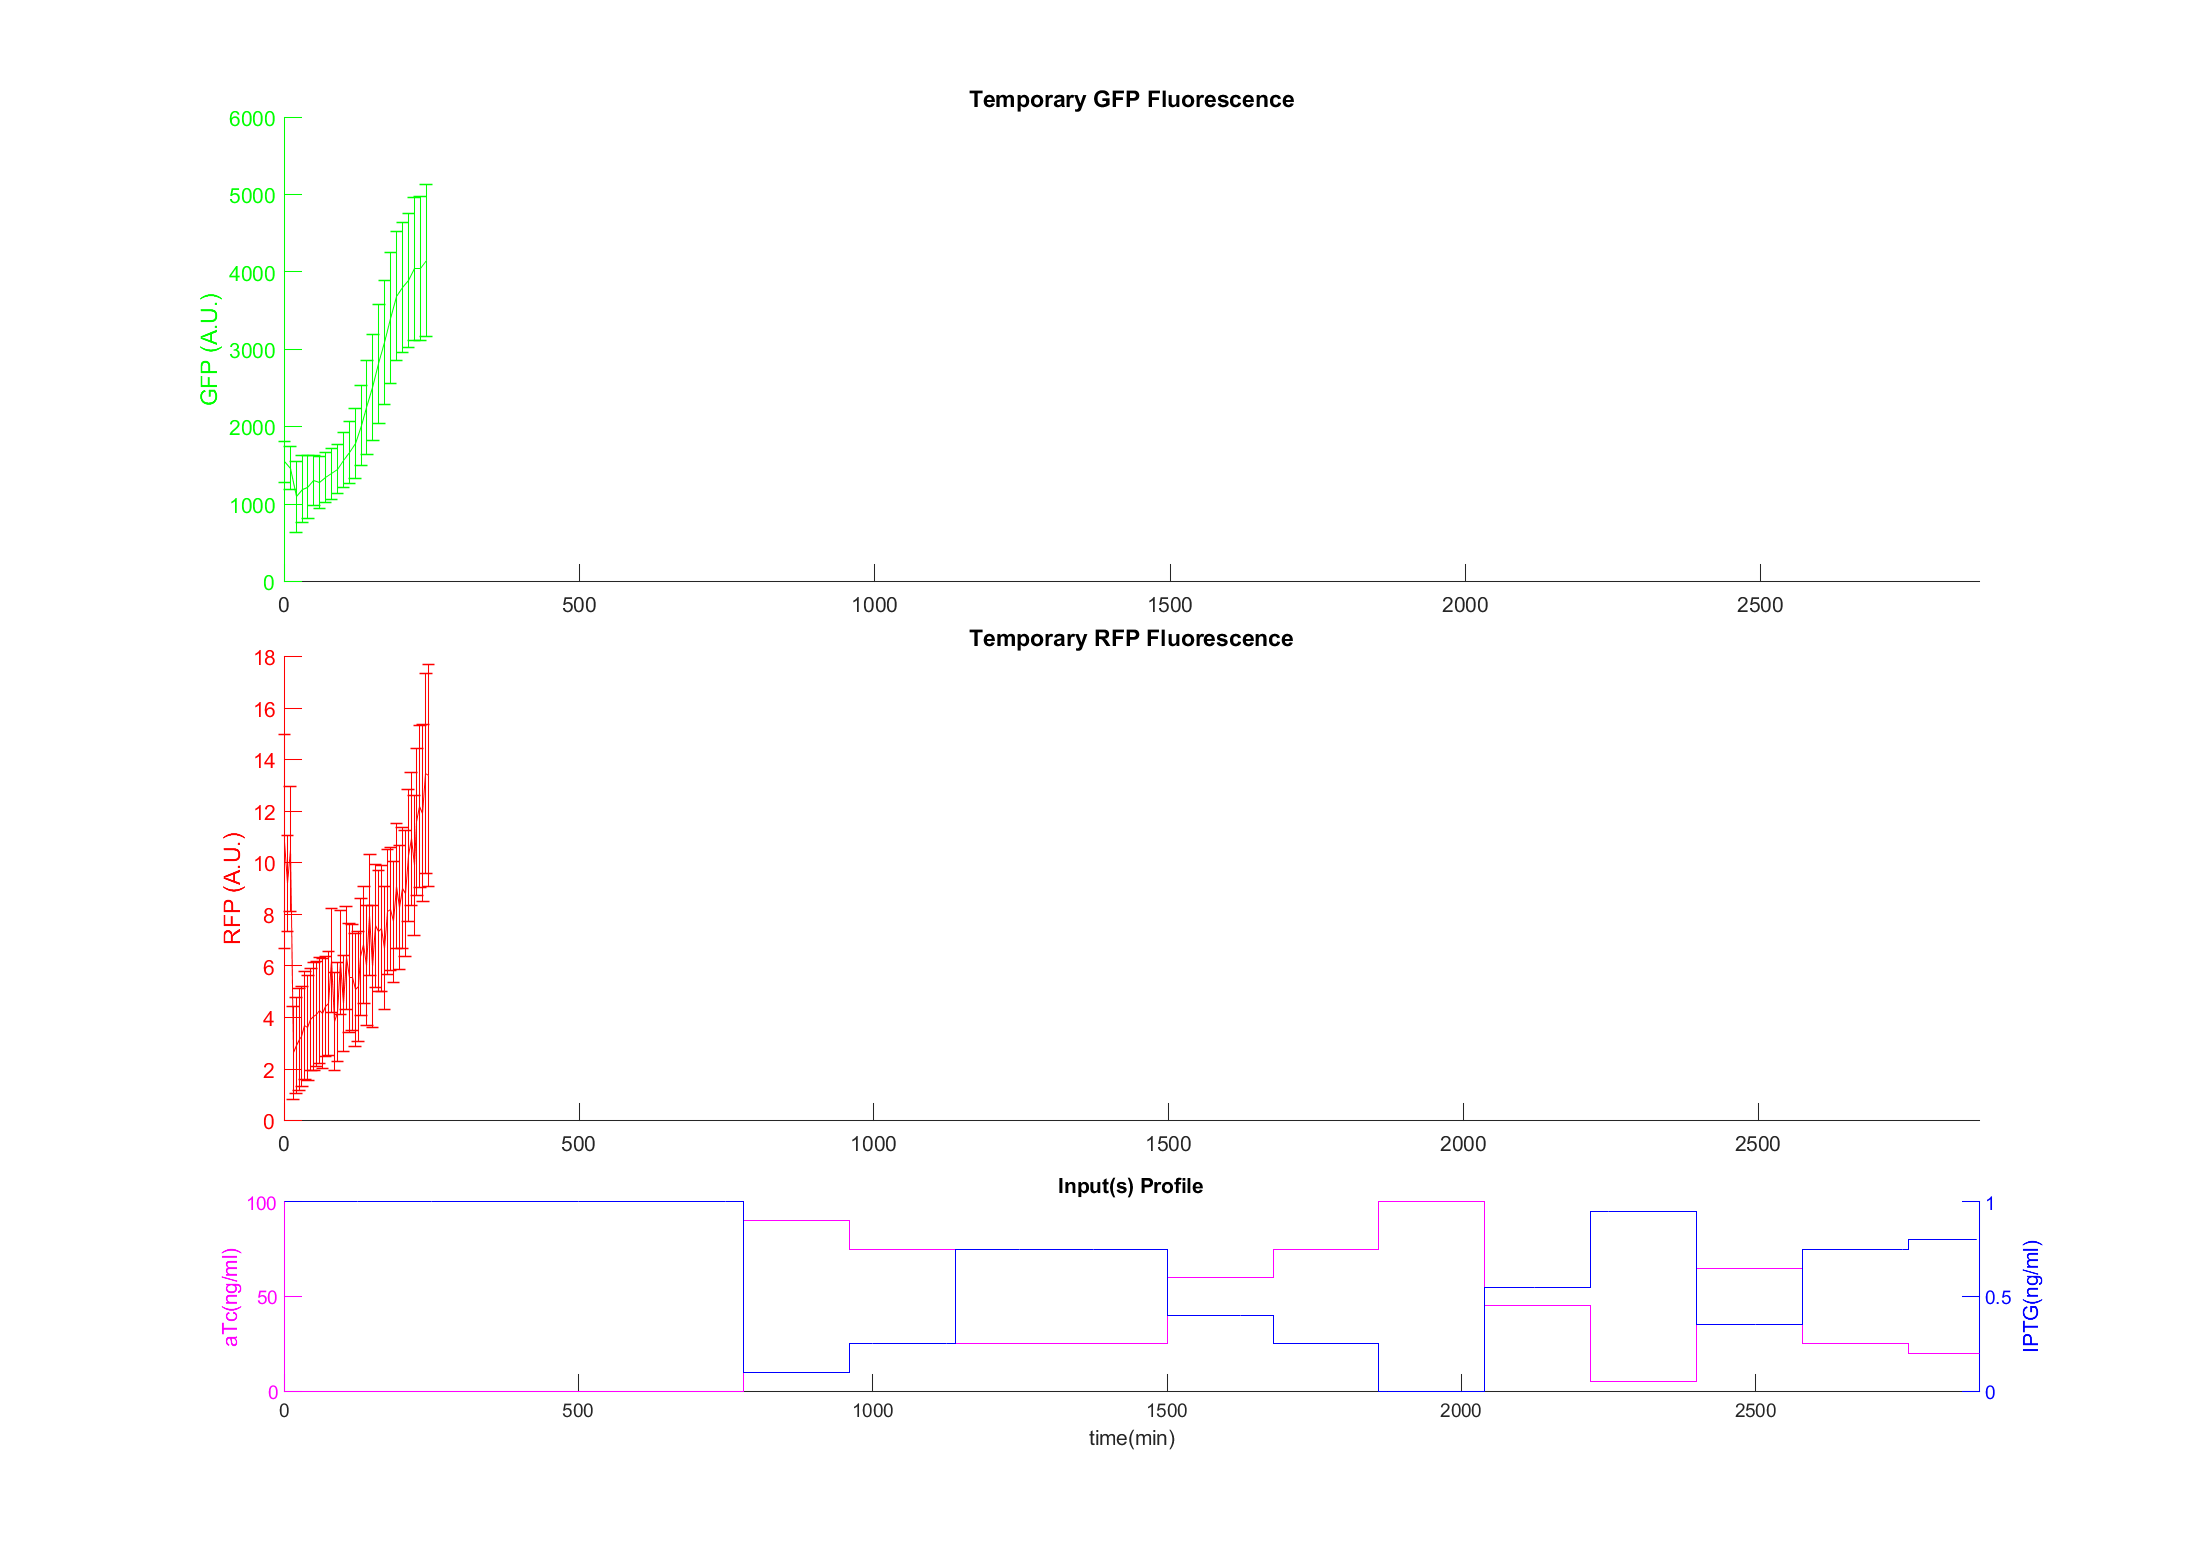 Temporary GFP Fluorescence
6000
5000
4000
3000
2000
1000
0
GFP (A.U.)
0 500 1000 1500 2000 2500
Temporary RFP Fluorescence
18
16
14
12
10
8
6
4
2
0
RFP (A.U.)
0 500 1000 1500 2000 2500
Input(s) Profile
100
50
0
aTc(ng/ml)
1
0.5
0
IPTG(ng/ml)
0 500 1000 1500 2000 2500
time(min)